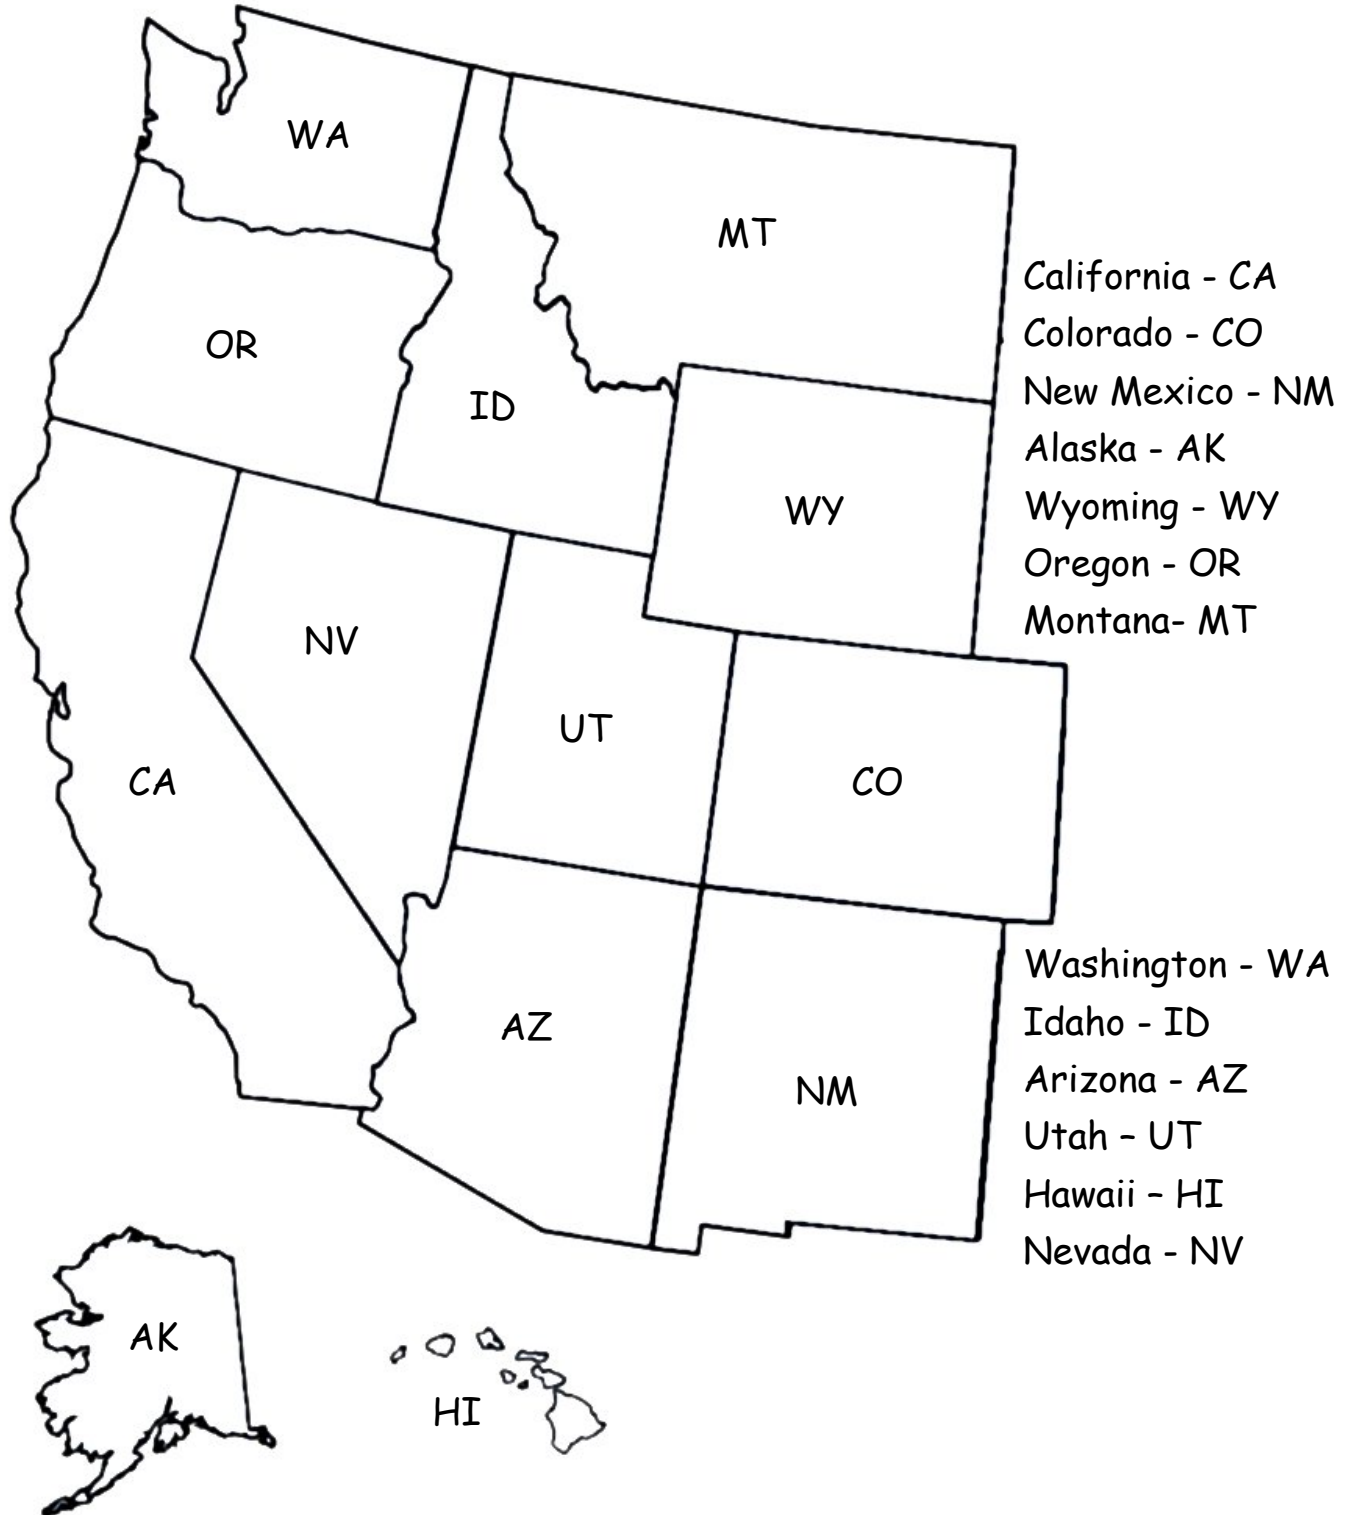 WA
MT
OR
ID
WY
NV
UT
CA
CO
AZ
NM
AK
HI
California - CA
Colorado - CO
New Mexico - NM
Alaska - AK
Wyoming - WY
Oregon - OR
Montana- MT
Washington - WA
Idaho - ID
Arizona - AZ
Utah – UT
Hawaii – HI
Nevada - NV